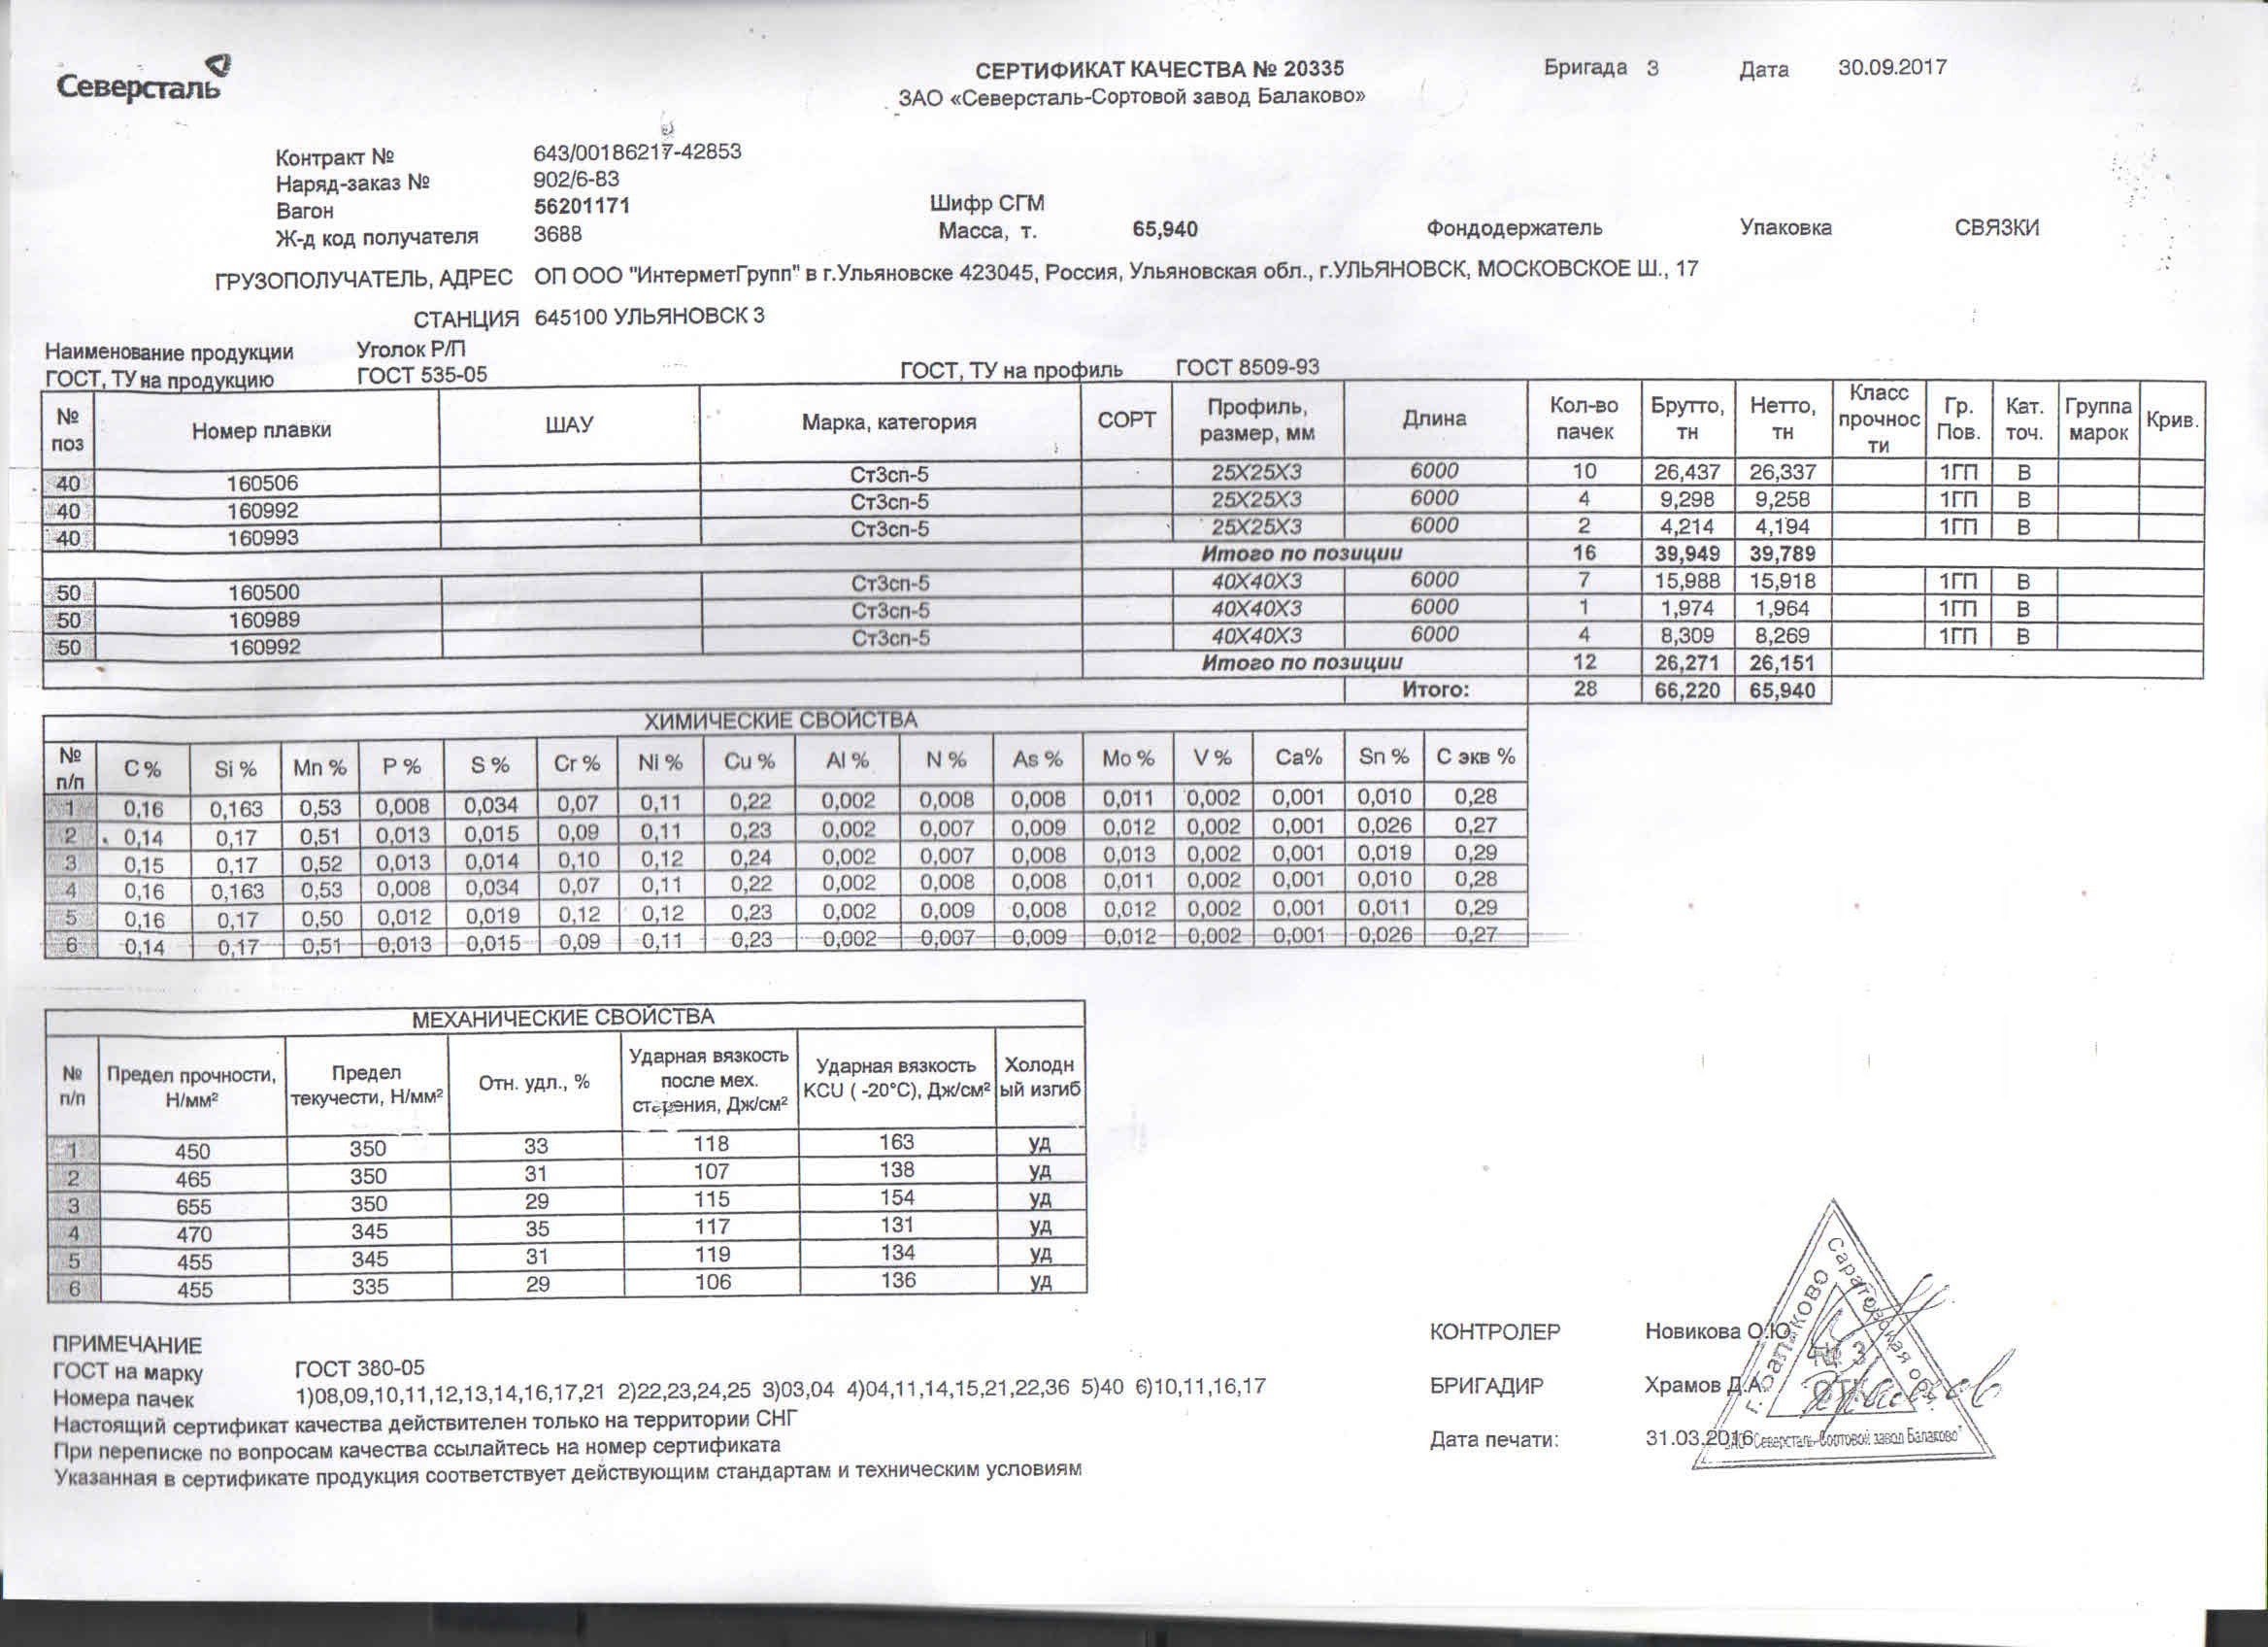 Северсталь
СЕРТИФИКАТ КАЧЕСТВА № 20335
ЗАО «Северсталь-Сортовой завод Балаково»
Бригада 3 Дата 30.09.2017
Контракт № 643/00186217-42853
Наряд-заказ № 902/6-83
Вагон 56201171
Ж-д код получателя 3688
Шифр СГМ
Масса, т. 65,940 Фондодержатель Упаковка СВЯЗКИ
ГРУЗОПОЛУЧАТЕЛЬ, АДРЕС ОП ООО "ИнтерметГрупп" в г.Ульяновске 423045, Россия, Ульяновская обл., г.УЛЬЯНОВСК, МОСКОВСКОЕ Ш., 17
СТАНЦИЯ 645100 УЛЬЯНОВСК 3
Наименование продукции Уголок Р/П
ГОСТ, ТУ на продукцию ГОСТ 535-05 ГОСТ, ТУ на профиль ГОСТ 8509-93
№ поз Номер плавки ШАУ Марка, категория СОРТ Профиль, размер, мм Длина Кол-во пачек Брутто, тн Нетто, тн Класс прочнос ти Гр. Пов. Кат. точ. Группа марок Крив.
40 160506 Ст3сп-5 25X25X3 6000 10 26,437 26,337 1ГП В
40 160992 Ст3сп-5 25X25X3 6000 4 9,298 9,258 1ГП В
40 160993 Ст3сп-5 25X25X3 6000 2 4,214 4,194 1ГП В
Итого по позиции 16 39,949 39,789
50 160500 Ст3сп-5 40X40X3 6000 7 15,988 15,918 1ГП В
50 160989 Ст3сп-5 40X40X3 6000 1 1,974 1,964 1ГП В
50 160992 Ст3сп-5 40X40X3 6000 4 8,309 8,269 1ГП В
Итого по позиции 12 26,271 26,151
Итого: 28 66,220 65,940
ХИМИЧЕСКИЕ СВОЙСТВА
№ п/п C % Si % Mn % P % S % Cr % Ni % Cu % Al % N % As % Mo % V % Ca% Sn % С экв %
1 0,16 0,163 0,53 0,008 0,034 0,07 0,11 0,22 0,002 0,008 0,008 0,011 0,002 0,001 0,010 0,28
2 0,14 0,17 0,51 0,013 0,015 0,09 0,11 0,23 0,002 0,007 0,009 0,012 0,002 0,001 0,026 0,27
3 0,15 0,17 0,52 0,013 0,014 0,10 0,12 0,24 0,002 0,007 0,008 0,013 0,002 0,001 0,019 0,29
4 0,16 0,163 0,53 0,008 0,034 0,07 0,11 0,22 0,002 0,008 0,008 0,011 0,002 0,001 0,010 0,28
5 0,16 0,17 0,50 0,012 0,019 0,12 0,12 0,23 0,002 0,009 0,008 0,012 0,002 0,001 0,011 0,29
6 0,14 0,17 0,51 0,013 0,015 0,09 0,11 0,23 0,002 0,007 0,009 0,012 0,002 0,001 0,026 0,27
МЕХАНИЧЕСКИЕ СВОЙСТВА
№ п/п Предел прочности, Н/мм² Предел текучести, Н/мм² Отн. удл., % Ударная вязкость после мех. старения, Дж/см² Ударная вязкость KCU ( -20°С), Дж/см² Холодн ый изгиб
1 450 350 33 118 163 уд
2 465 350 31 107 138 уд
3 655 350 29 115 154 уд
4 470 345 35 117 131 уд
5 455 345 31 119 134 уд
6 455 335 29 106 136 уд
ПРИМЕЧАНИЕ
ГОСТ на марку ГОСТ 380-05
Номера пачек 1)08,09,10,11,12,13,14,16,17,21 2)22,23,24,25 3)03,04 4)04,11,14,15,21,22,36 5)40 6)10,11,16,17
Настоящий сертификат качества действителен только на территории СНГ
При переписке по вопросам качества ссылайтесь на номер сертификата
Указанная в сертификате продукция соответствует действующим стандартам и техническим условиям
КОНТРОЛЕР Новикова О.Ю.
БРИГАДИР Храмов Д.А.
Дата печати: 31.03.2016
г. Балаково Саратовская обл.
№ 3
ОТК
ЗАО "Северсталь-Сортовой завод Балаково"